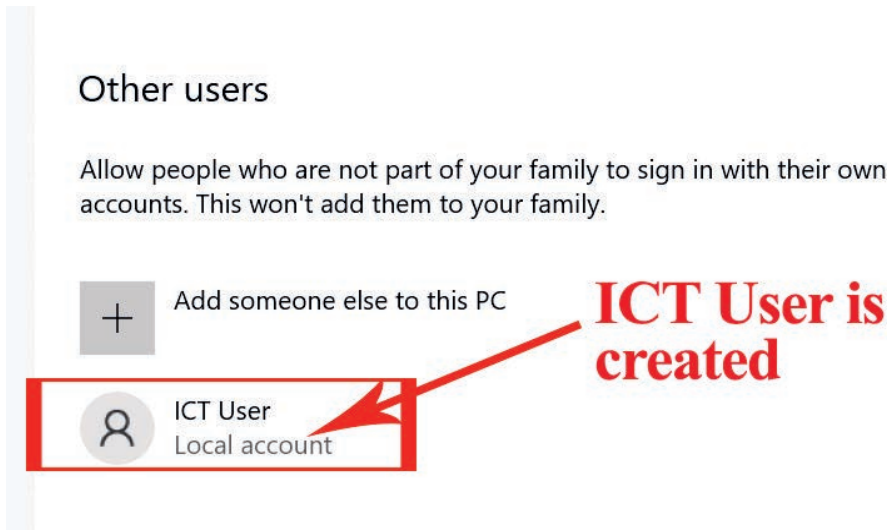 Other users
Allow people who are not part of your family to sign in with their own
accounts. This won't add them to your family.
Add someone else to this PC
ICT User is
created
ICT User
Local account